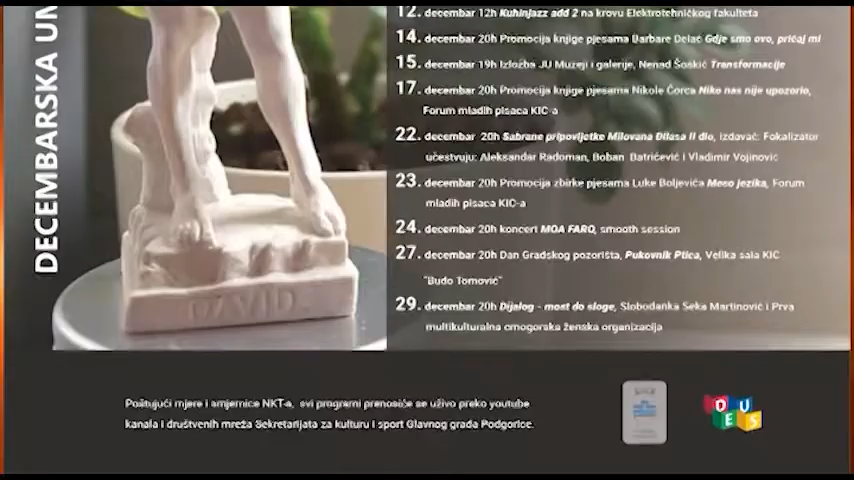 DECEMBARSKA UM
12. decembar 12h Kuhinjazz add 2 na krovu Elektrotehničkog fakulteta
14. decembar 20h Promocija knjige pjesama Barbare Delać Gdje smo ovo, pričaj mi
15. decembar 19h Izložba JU Muzeji i galerije, Nenad Šoškić Transformacije
17. decembar 20h Promocija knjige pjesama Nikole Ćorca Niko nas nije upozorio,
Forum mladih pisaca KIC-a
22. decembar 20h Sabrane pripovijetke Milovana Đilasa II dio, izdavač: Fokalizator
učestvuju: Aleksandar Radoman, Boban Batrićević i Vladimir Vojinović
23. decembar 20h Promocija zbirke pjesama Luke Boljevića Meso jezika, Forum
mladih pisaca KIC-a
24. decembar 20h koncert MOA FARO, smooth session
27. decembar 20h Dan Gradskog pozorišta, Pukovnik Ptica, Velika sala KIC
"Budo Tomović"
29. decembar 20h Dijalog - most do sloge, Slobodanka Seka Martinović i Prva
multikulturalna crnogorska ženska organizacija
DAVID
Poštujući mjere i smjernice NKT-a, svi programi prenosiće se uživo preko youtube
kanala i društvenih mreža Sekretarijata za kulturu i sport Glavnog grada Podgorice.
DEUS